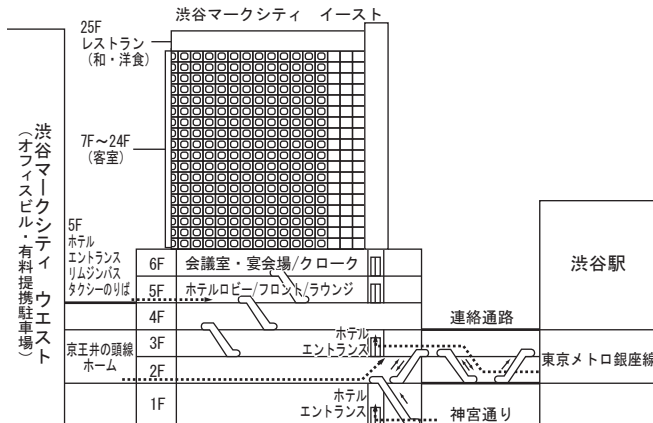 渋谷マークシティ　イースト
25F
レストラン
（和・洋食）
7F～24F
（客室）
渋谷マークシティ　ウエスト
（オフィスビル・有料提携駐車場）
5F
ホテル
エントランス
リムジンバス
タクシーのりば
6F
会議室・宴会場/クローク
5F
ホテルロビー/フロント/ラウンジ
4F
3F
2F
1F
京王井の頭線
ホーム
ホテル
エントランス
ホテル
エントランス
連絡通路
神宮通り
渋谷駅
東京メトロ銀座線